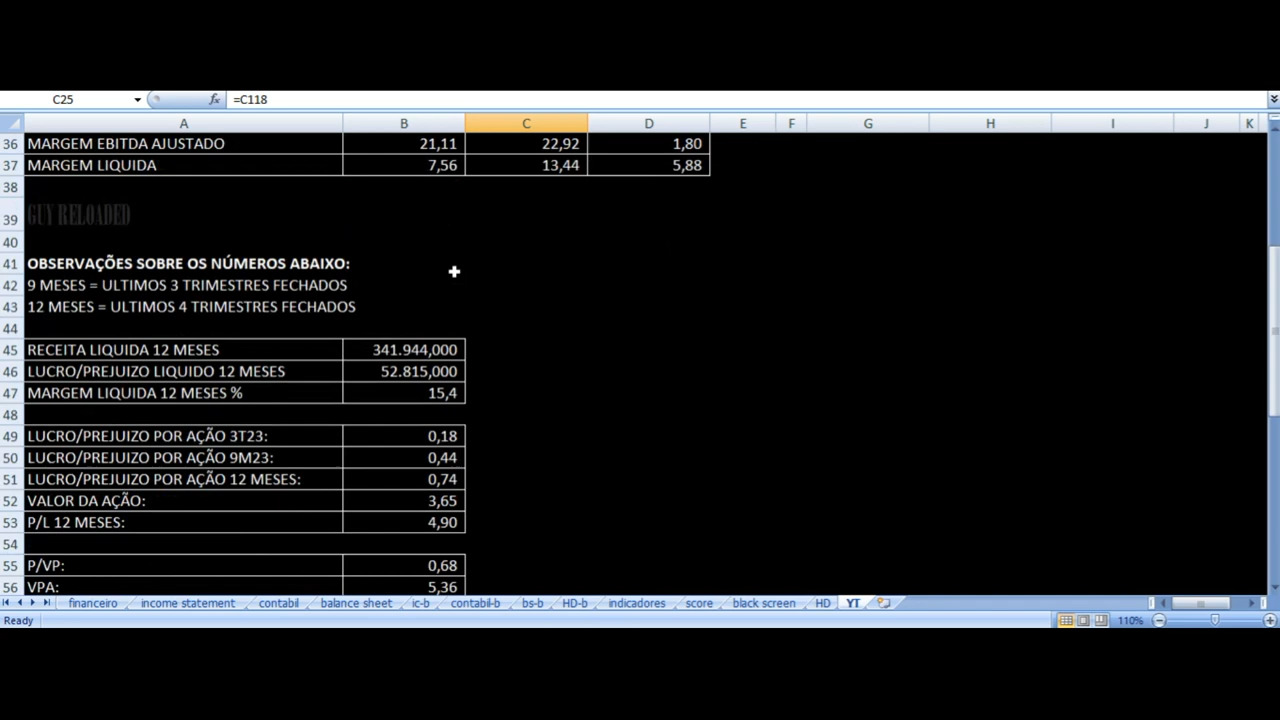 C25 fx =C118
A B C D E F G H I J K
36 MARGEM EBITDA AJUSTADO 21,11 22,92 1,80
37 MARGEM LIQUIDA 7,56 13,44 5,88
38
39 GUY RELOADED
40
41 OBSERVAÇÕES SOBRE OS NÚMEROS ABAIXO:
42 9 MESES = ULTIMOS 3 TRIMESTRES FECHADOS
43 12 MESES = ULTIMOS 4 TRIMESTRES FECHADOS
44
45 RECEITA LIQUIDA 12 MESES 341.944,000
46 LUCRO/PREJUIZO LIQUIDO 12 MESES 52.815,000
47 MARGEM LIQUIDA 12 MESES % 15,4
48
49 LUCRO/PREJUIZO POR AÇÃO 3T23: 0,18
50 LUCRO/PREJUIZO POR AÇÃO 9M23: 0,44
51 LUCRO/PREJUIZO POR AÇÃO 12 MESES: 0,74
52 VALOR DA AÇÃO: 3,65
53 P/L 12 MESES: 4,90
54
55 P/VP: 0,68
56 VPA: 5,36
financeiro income statement contabil balance sheet ic-b contabil-b bs-b HD-b indicadores score black screen HD YT
Ready 110%